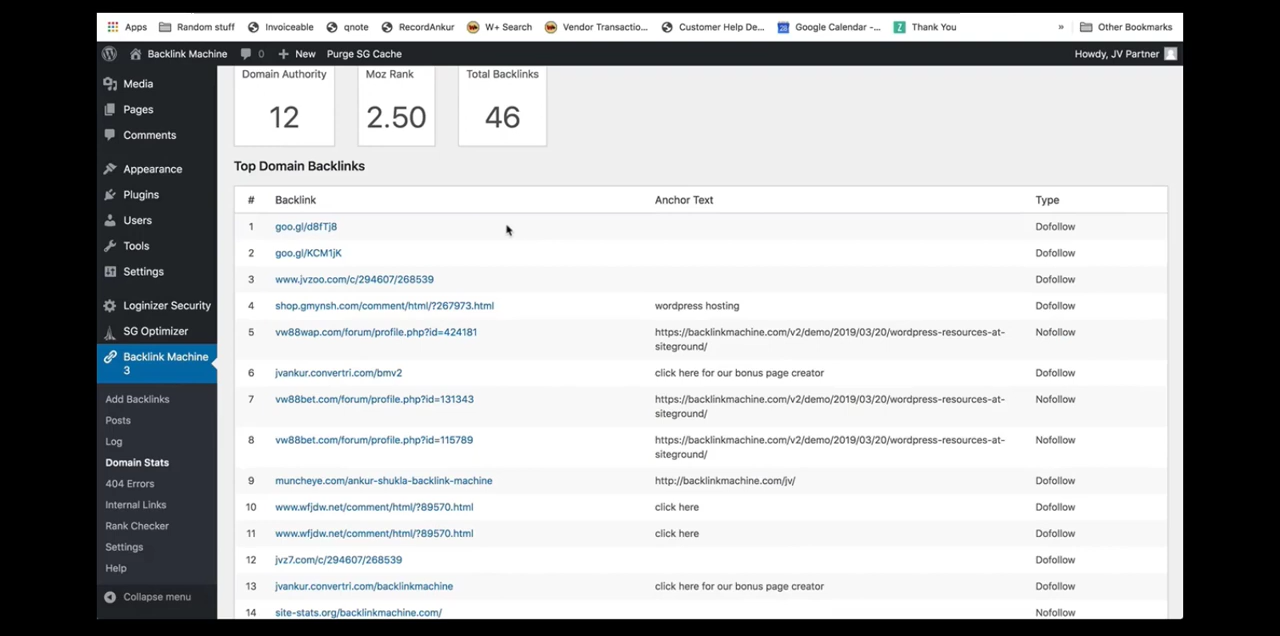 Apps Random stuff Invoiceable qnote RecordAnkur W+ Search Vendor Transactio... Customer Help De... Google Calendar -... Thank You » Other Bookmarks
Backlink Machine 0 + New Purge SG Cache Howdy, JV Partner
Media
Pages
Comments
Appearance
Plugins
Users
Tools
Settings
Loginizer Security
SG Optimizer
Backlink Machine
3
Add Backlinks
Posts
Log
Domain Stats
404 Errors
Internal Links
Rank Checker
Settings
Help
Collapse menu
Domain Authority Moz Rank Total Backlinks
12 2.50 46
Top Domain Backlinks
# Backlink Anchor Text Type
1 goo.gl/d8fTj8 Dofollow
2 goo.gl/KCM1jK Dofollow
3 www.jvzoo.com/c/294607/268539 Dofollow
4 shop.gmynsh.com/comment/html/?267973.html wordpress hosting Dofollow
5 vw88wap.com/forum/profile.php?id=424181 https://backlinkmachine.com/v2/demo/2019/03/20/wordpress-resources-at- Nofollow
siteground/
6 jvankur.convertri.com/bmv2 click here for our bonus page creator Dofollow
7 vw88bet.com/forum/profile.php?id=131343 https://backlinkmachine.com/v2/demo/2019/03/20/wordpress-resources-at- Nofollow
siteground/
8 vw88bet.com/forum/profile.php?id=115789 https://backlinkmachine.com/v2/demo/2019/03/20/wordpress-resources-at- Nofollow
siteground/
9 muncheye.com/ankur-shukla-backlink-machine http://backlinkmachine.com/jv/ Dofollow
10 www.wfjdw.net/comment/html/?89570.html click here Dofollow
11 www.wfjdw.net/comment/html/?89570.html click here Dofollow
12 jvz7.com/c/294607/268539 Dofollow
13 jvankur.convertri.com/backlinkmachine click here for our bonus page creator Dofollow
14 site-stats.org/backlinkmachine.com/ Nofollow